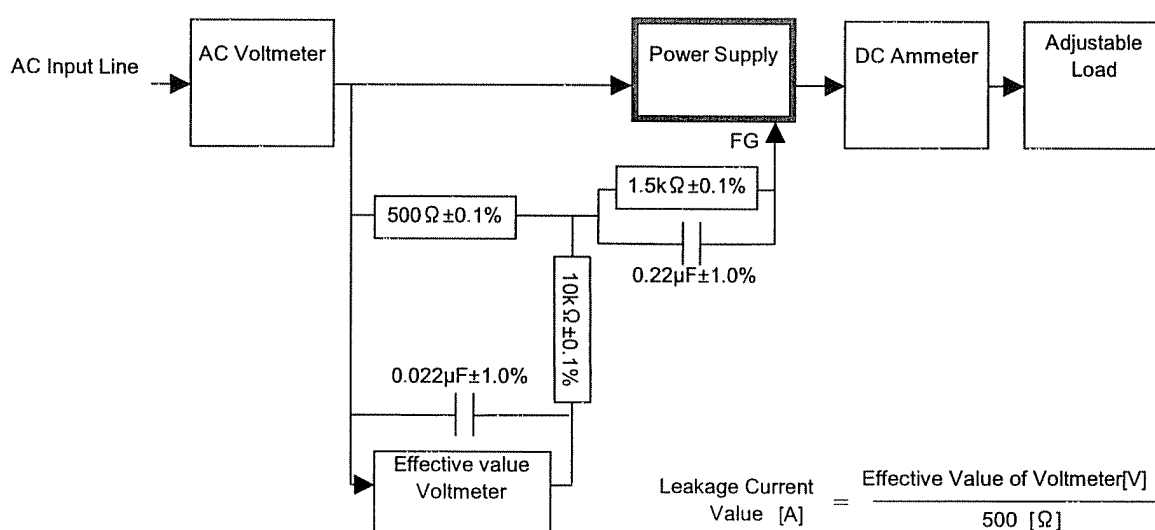 AC Input Line
AC Voltmeter
Power Supply
DC Ammeter
Adjustable
Load
FG
1.5kΩ±0.1%
500Ω±0.1%
0.22µF±1.0%
10kΩ±0.1%
0.022µF±1.0%
Effective value
Voltmeter
Leakage Current
Value [A]
=
Effective Value of Voltmeter[V]
500 [Ω]